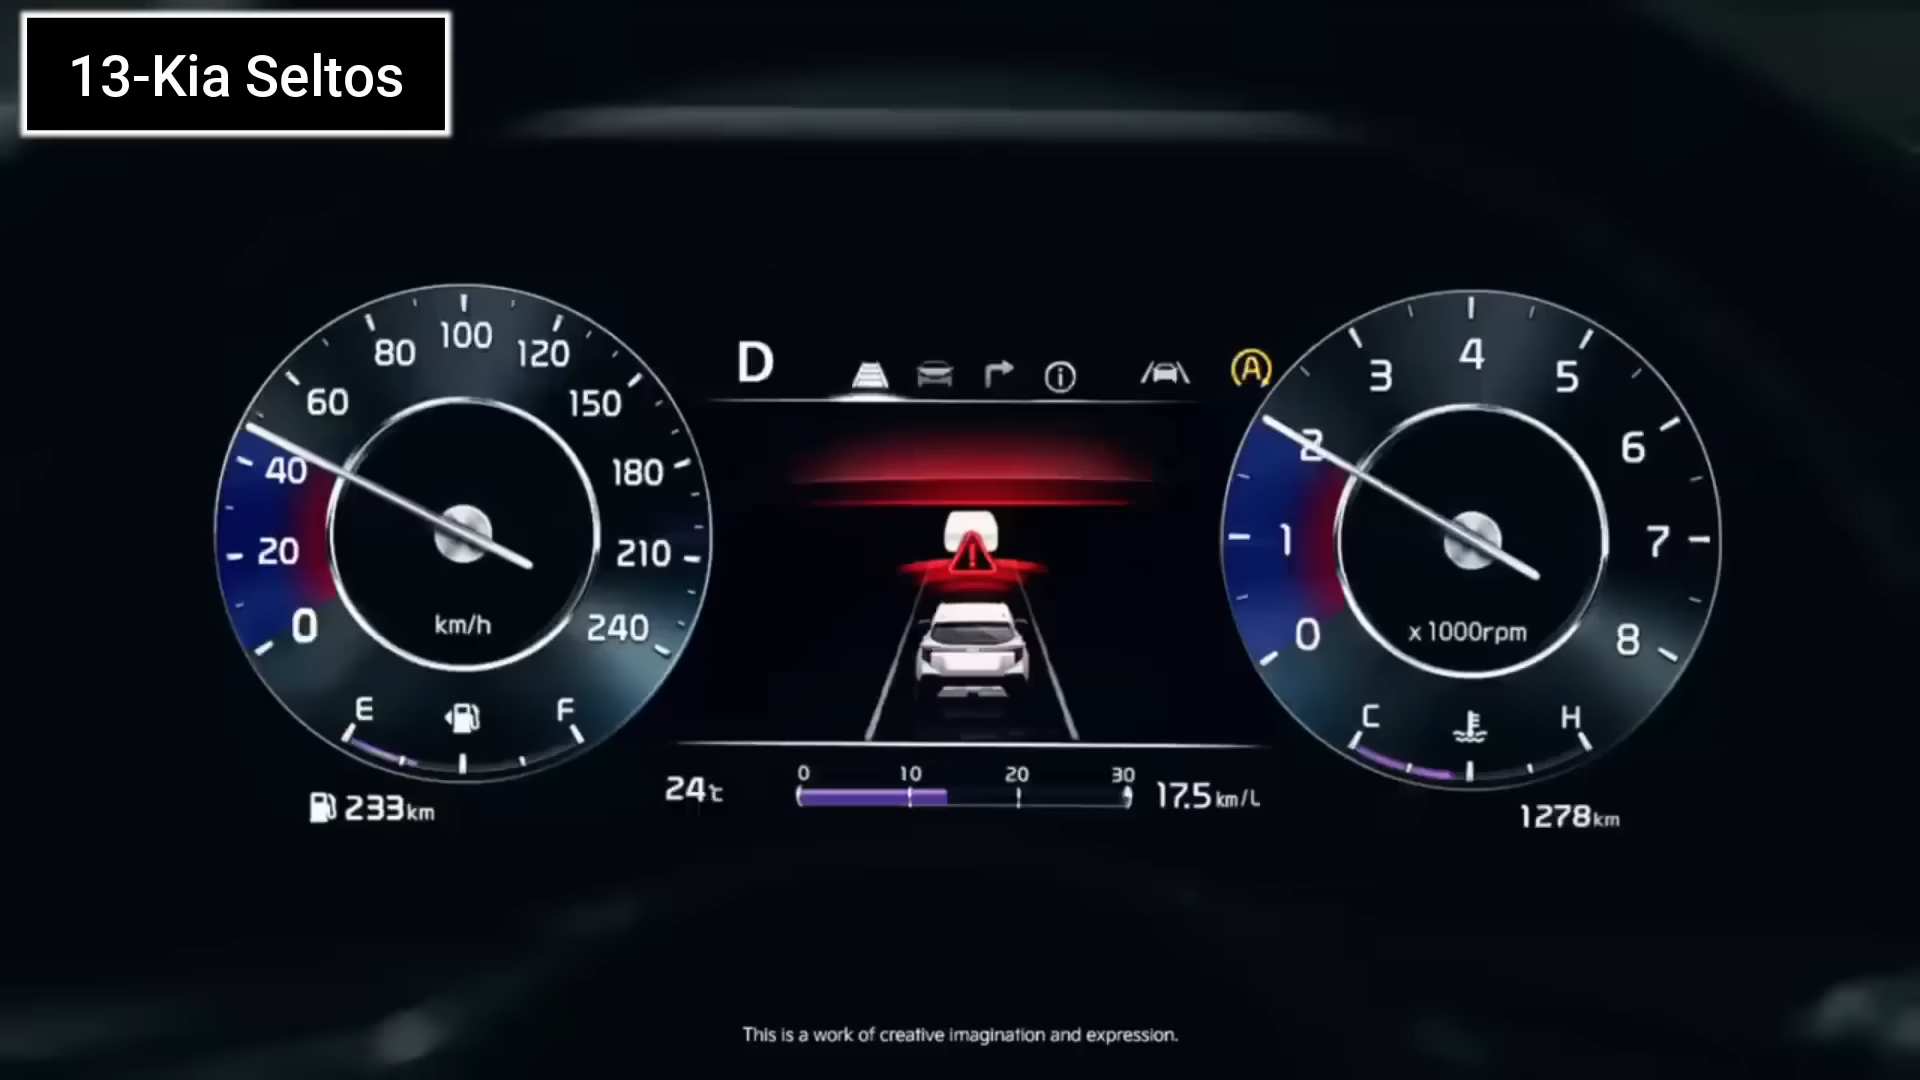 13-Kia Seltos
0
20
40
60
80
100
120
150
180
210
240
km/h
E
F
233km
D
i
A
24℃
0 10 20 30
17.5km/L
0
1
2
3
4
5
6
7
8
x1000rpm
C
H
1278km
This is a work of creative imagination and expression.